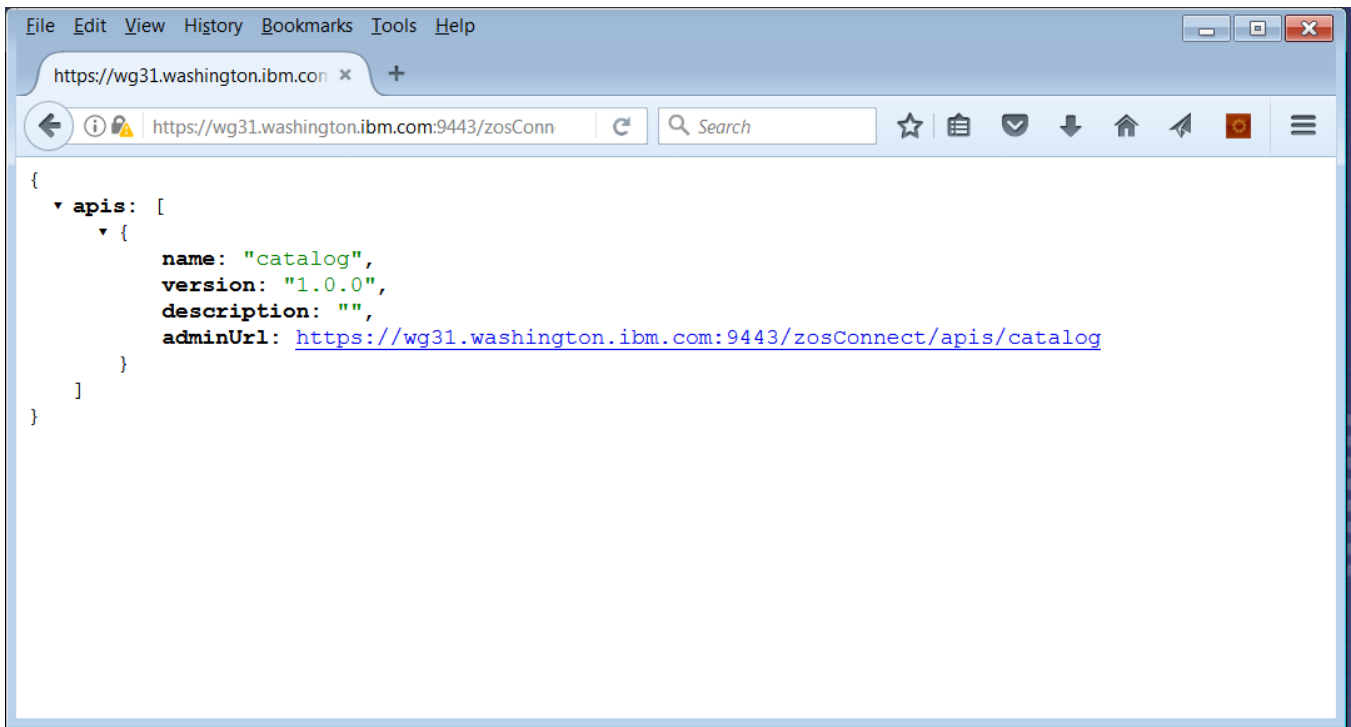 File Edit View History Bookmarks Tools Help
https://wg31.washington.ibm.con
https://wg31.washington.ibm.com:9443/zosConn
Search
{
apis: [
{
name: "catalog",
version: "1.0.0",
description: "",
adminUrl: https://wg31.washington.ibm.com:9443/zosConnect/apis/catalog
}
]
}